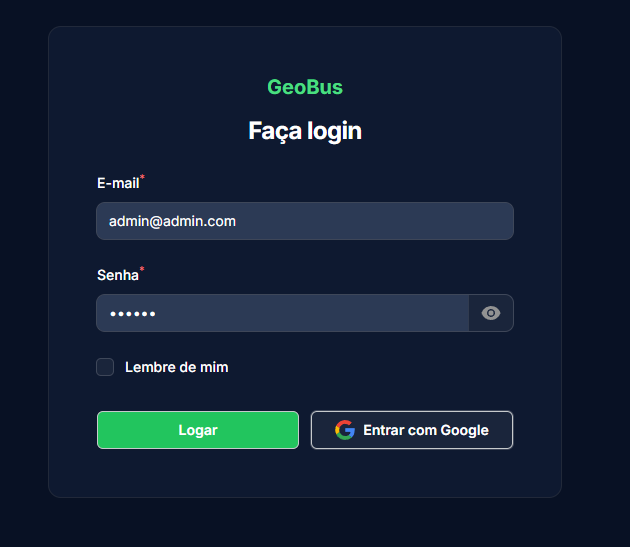 GeoBus
Faça login
E-mail*
admin@admin.com
Senha*
••••••
Lembre de mim
Logar
Entrar com Google